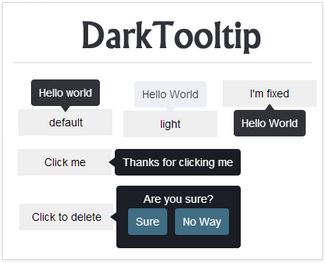 DarkTooltip
Hello world
Hello World
I'm fixed
default
light
Hello World
Click me
Thanks for clicking me
Are you sure?
Click to delete
Sure
No Way